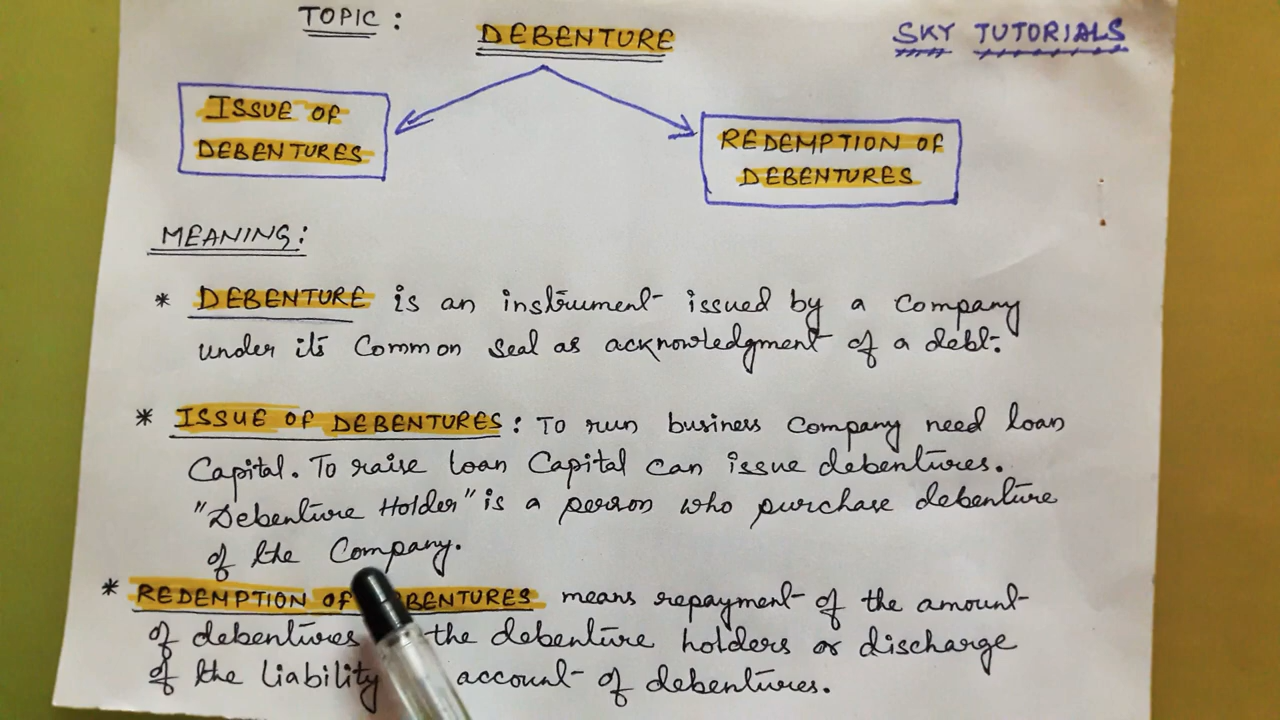 TOPIC :
DEBENTURE
SKY TUTORIALS
ISSUE OF
DEBENTURES
REDEMPTION OF
DEBENTURES
MEANING :
* DEBENTURE is an instrument issued by a Company
under its Common Seal as acknowledgment of a debt.
* ISSUE OF DEBENTURES : To run business Company need loan
Capital. To raise loan Capital can issue debentures.
"Debenture Holder" is a person who purchase debenture
of the Company.
* REDEMPTION OF BENTURES means repayment of the amount
of debentures the debenture holders or discharge
of the liability account of debentures.